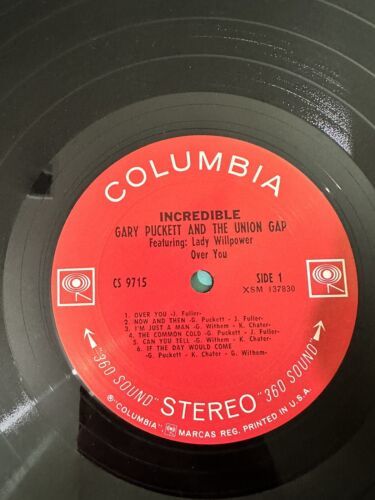 COLUMBIA
INCREDIBLE
GARY PUCKETT AND THE UNION GAP
Featuring: Lady Willpower
Over You
CS 9715
SIDE 1
XSM 137830
1. OVER YOU -J. Fuller-
2. NOW AND THEN -G. Puckett - J. Fuller-
3. I'M JUST A MAN -G. Withem - K. Chater-
4. THE COMMON COLD -G. Puckett-
5. CAN YOU TELL -G. Withem - K. Chater-
6. IF THE DAY WOULD COME
-G. Puckett - K. Chater - G. Withem-
"360 SOUND" STEREO "360 SOUND"
® "COLUMBIA", MARCAS REG. PRINTED IN U.S.A.